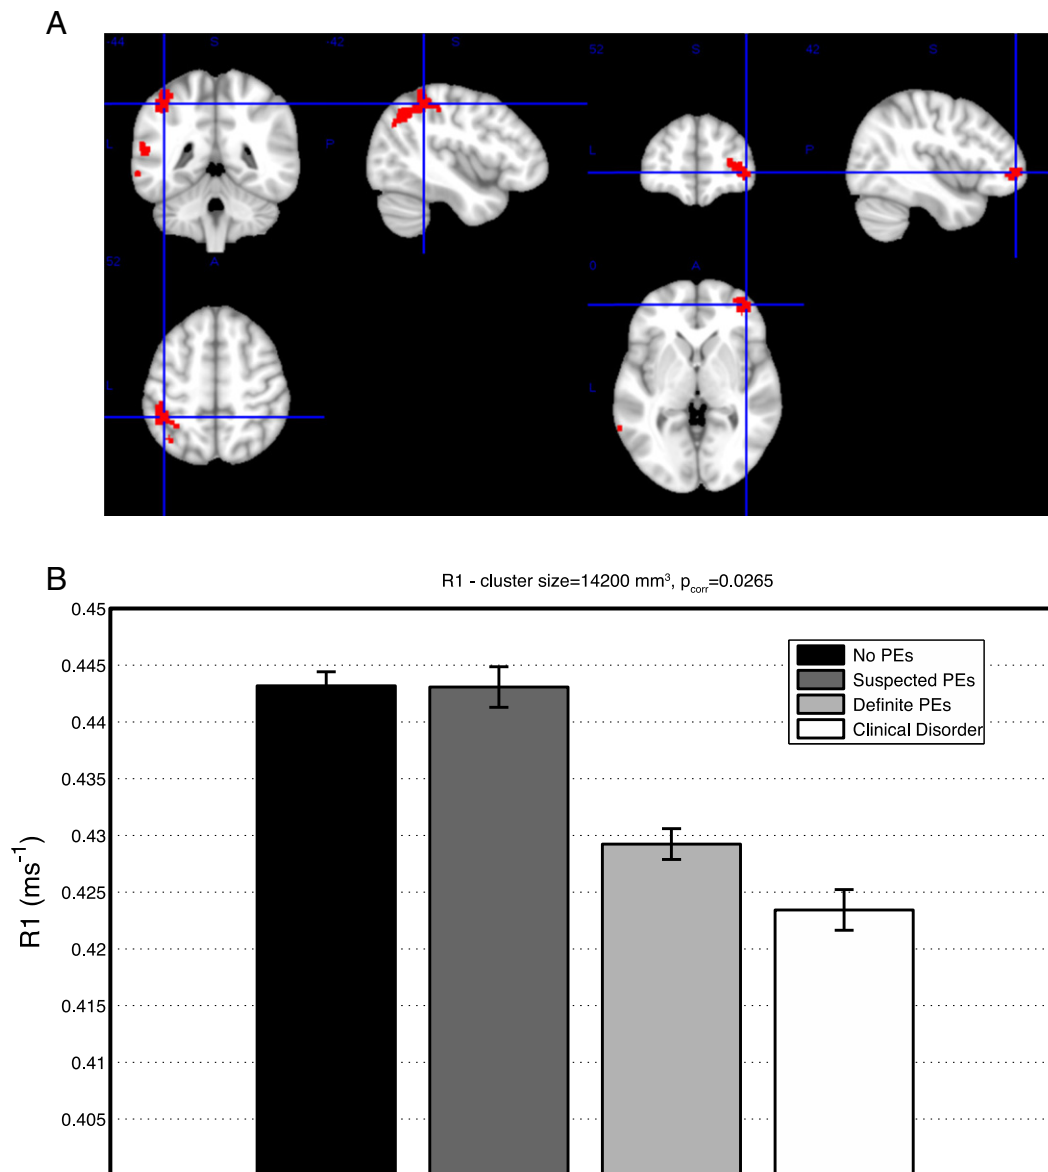 A
-44 S -42 S 52 S 42 S
L P L P
52 A 0 A
L L
B
R1 - cluster size=14200 mm³, p_corr=0.0265
0.45
0.445
0.44
0.435
0.43
0.425
0.42
0.415
0.41
0.405
R1 (ms⁻¹)
No PEs
Suspected PEs
Definite PEs
Clinical Disorder